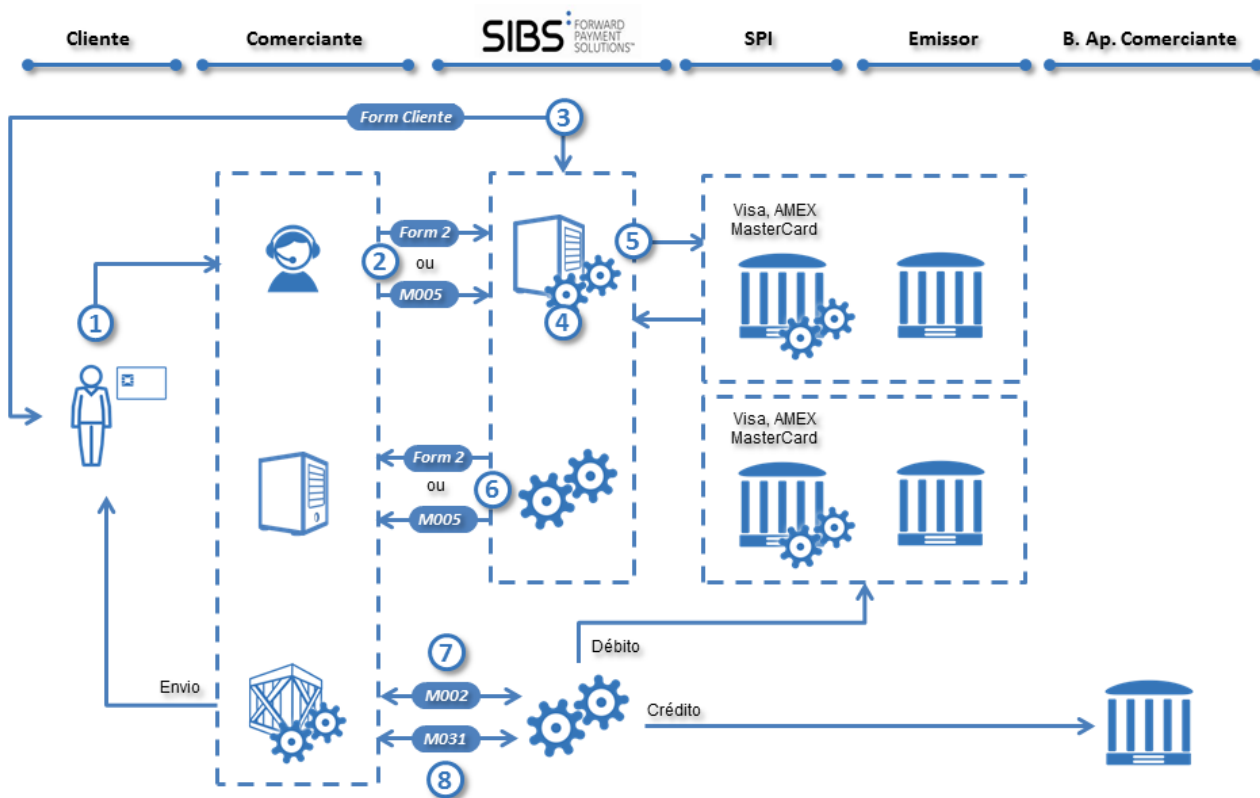 Cliente
Comerciante
SIBS FORWARD
PAYMENT
SOLUTIONS™
SPI
Emissor
B. Ap. Comerciante
Form Cliente
3
Visa, AMEX
MasterCard
Form 2
5
2
ou
M005
1
4
Visa, AMEX
MasterCard
Form 2
ou
6
M005
7
Débito
Envio
M002
Crédito
M031
8